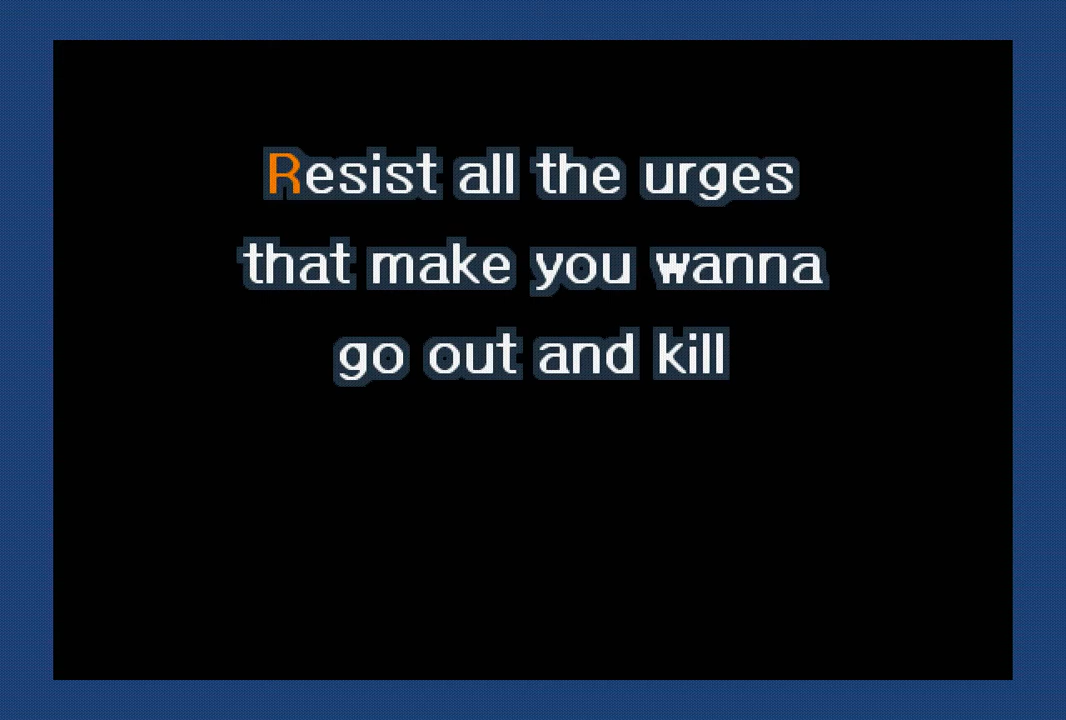 Resist all the urges
that make you wanna
go out and kill